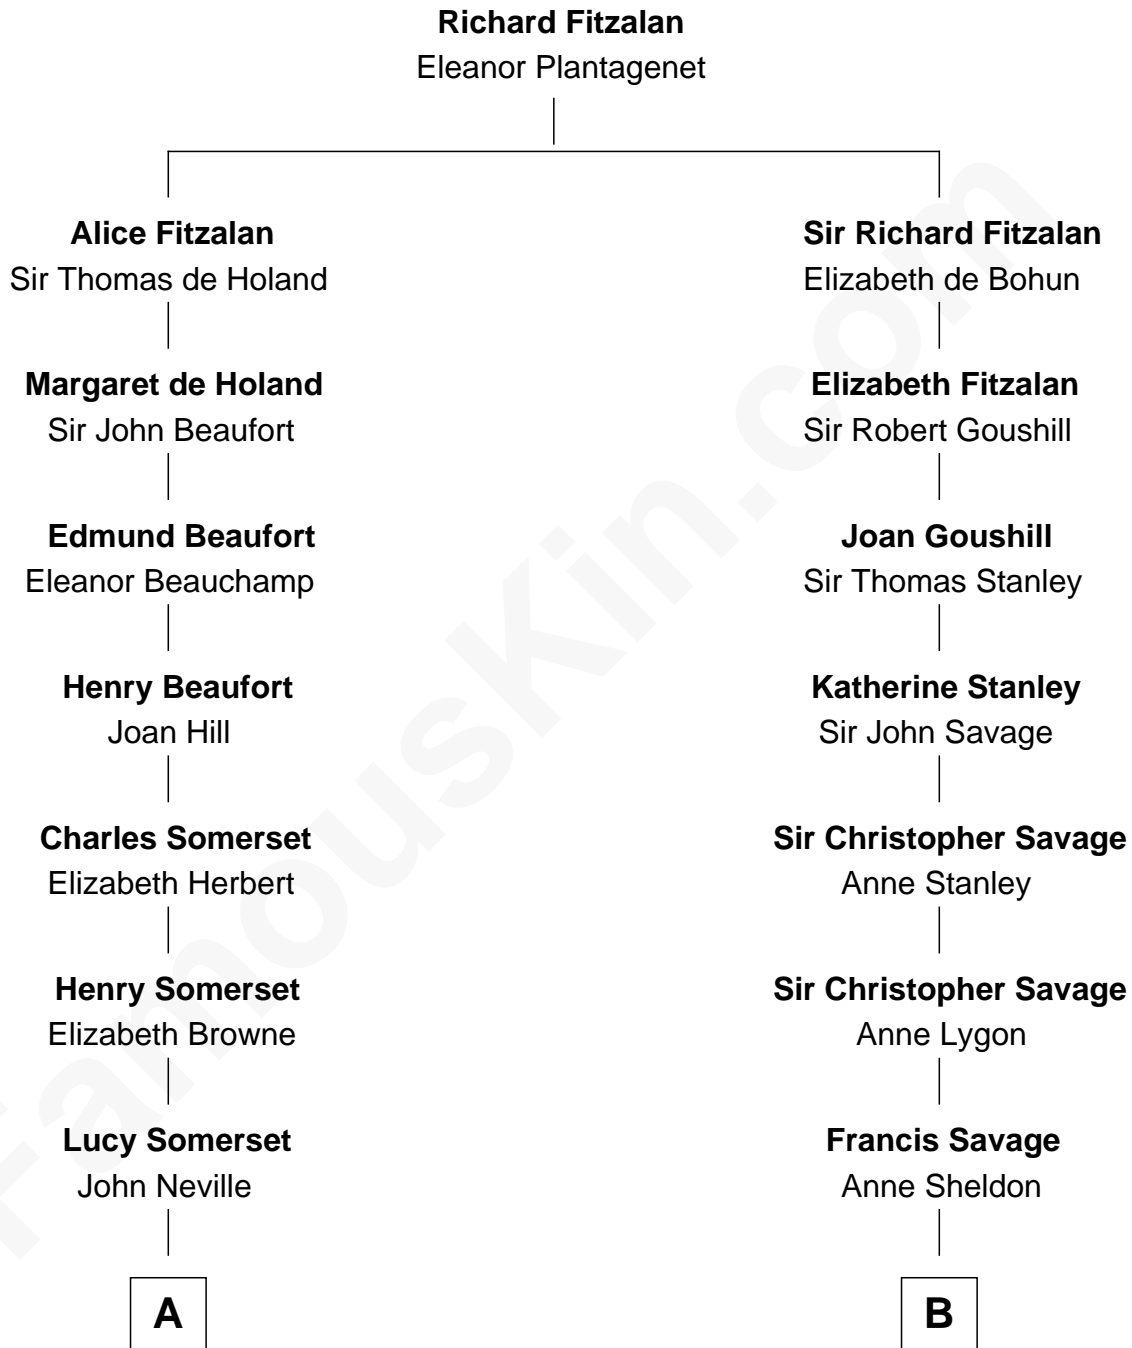 Richard Fitzalan
Eleanor Plantagenet
Alice Fitzalan
Sir Thomas de Holand
Sir Richard Fitzalan
Elizabeth de Bohun
Margaret de Holand
Sir John Beaufort
Elizabeth Fitzalan
Sir Robert Goushill
Edmund Beaufort
Eleanor Beauchamp
Joan Goushill
Sir Thomas Stanley
Henry Beaufort
Joan Hill
Katherine Stanley
Sir John Savage
Charles Somerset
Elizabeth Herbert
Sir Christopher Savage
Anne Stanley
Henry Somerset
Elizabeth Browne
Sir Christopher Savage
Anne Lygon
Lucy Somerset
John Neville
Francis Savage
Anne Sheldon
A
B
FamousKin.com